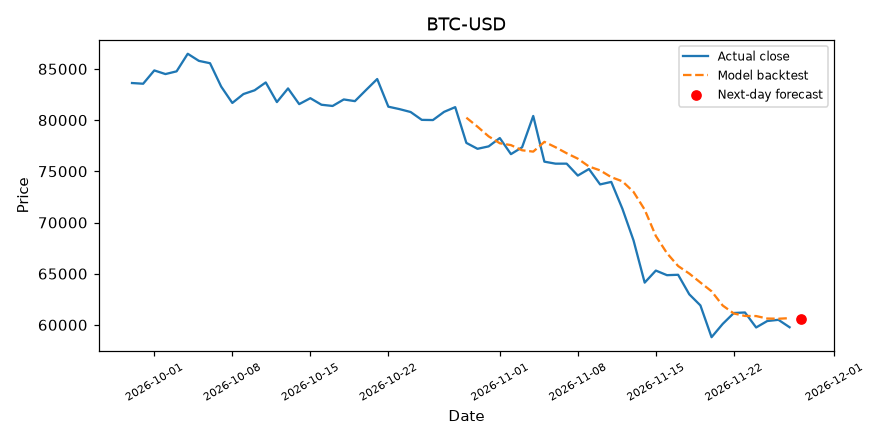 BTC-USD
Actual close
Model backtest
Next-day forecast
85000
80000
75000
70000
65000
60000
Price
2026-10-01
2026-10-08
2026-10-15
2026-10-22
2026-11-01
2026-11-08
2026-11-15
2026-11-22
2026-12-01
Date